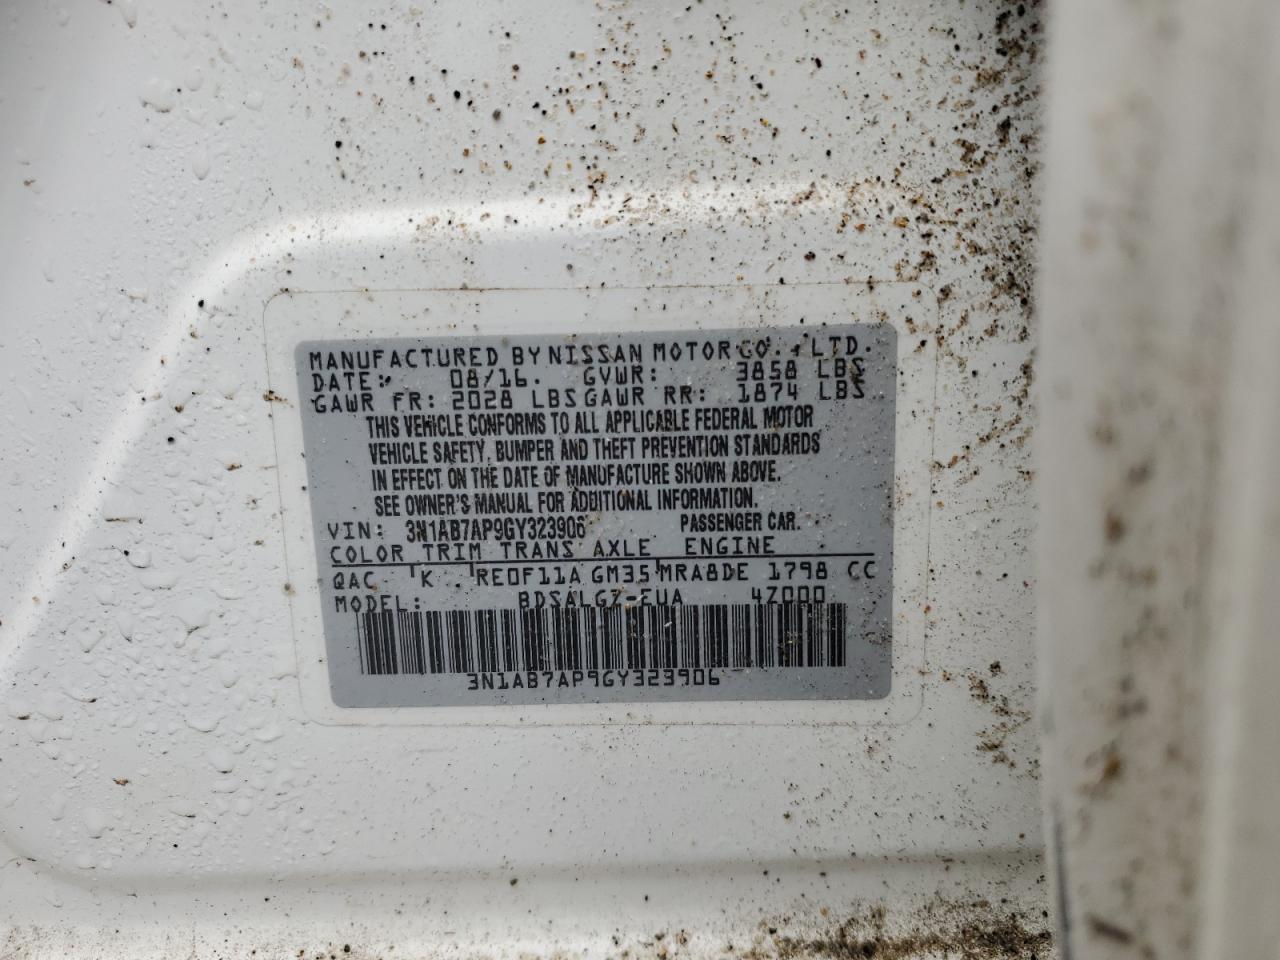 MANUFACTURED BY NISSAN MOTOR CO., LTD.
DATE: 08/16. GVWR: 3858 LBS
GAWR FR: 2028 LBS GAWR RR: 1874 LBS
THIS VEHICLE CONFORMS TO ALL APPLICABLE FEDERAL MOTOR
VEHICLE SAFETY, BUMPER AND THEFT PREVENTION STANDARDS
IN EFFECT ON THE DATE OF MANUFACTURE SHOWN ABOVE.
SEE OWNER'S MANUAL FOR ADDITIONAL INFORMATION.
VIN: 3N1AB7AP9GY323906 PASSENGER CAR.
COLOR TRIM TRANS AXLE ENGINE
QAC K RE0F11A GM35 MRA8DE 1798 CC
MODEL: BDSALGZ-EUA 4Z000
3N1AB7AP9GY323906